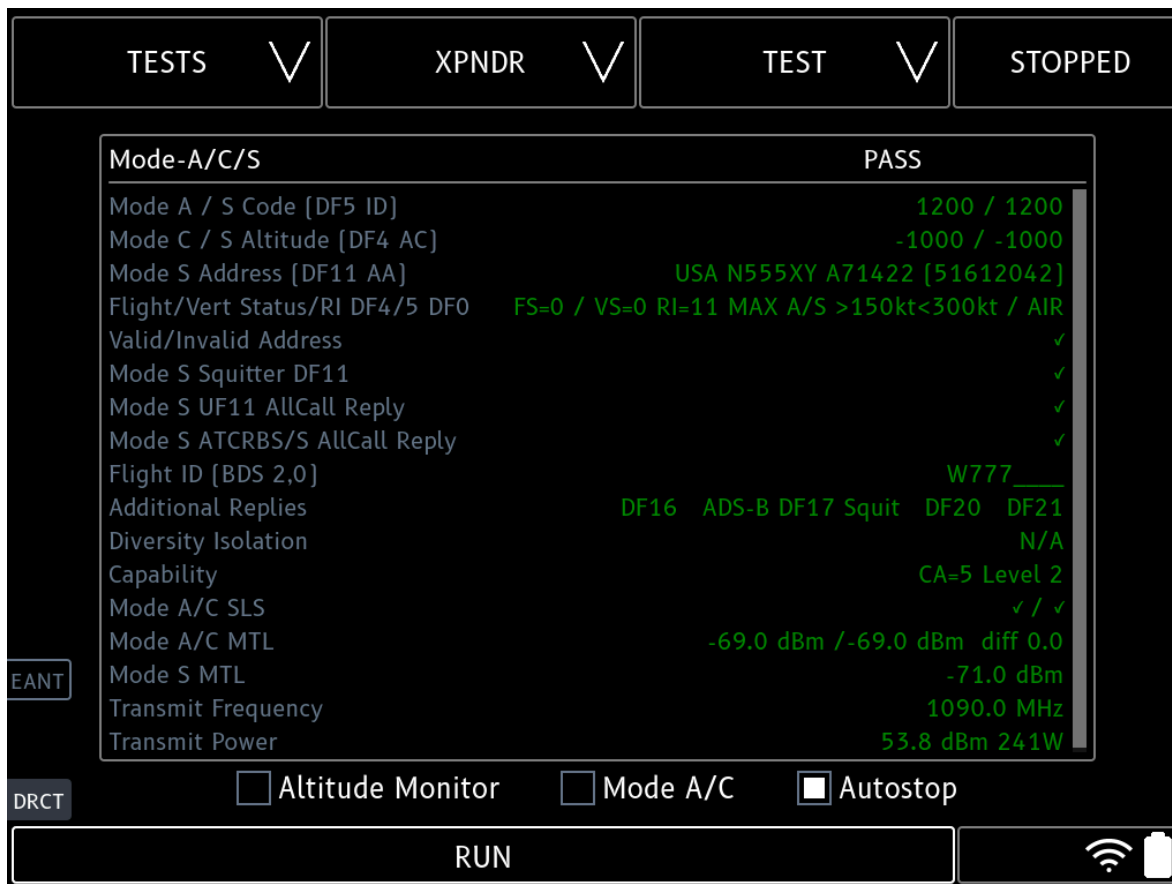 TESTS XPNDR TEST STOPPED
Mode-A/C/S PASS
Mode A / S Code [DF5 ID] 1200 / 1200
Mode C / S Altitude [DF4 AC] -1000 / -1000
Mode S Address [DF11 AA] USA N555XY A71422 [51612042]
Flight/Vert Status/RI DF4/5 DF0 FS=0 / VS=0 RI=11 MAX A/S >150kt<300kt / AIR
Valid/Invalid Address ✓
Mode S Squitter DF11 ✓
Mode S UF11 AllCall Reply ✓
Mode S ATCRBS/S AllCall Reply ✓
Flight ID [BDS 2,0] W777____
Additional Replies DF16 ADS-B DF17 Squit DF20 DF21
Diversity Isolation N/A
Capability CA=5 Level 2
Mode A/C SLS ✓ / ✓
Mode A/C MTL -69.0 dBm /-69.0 dBm diff 0.0
Mode S MTL -71.0 dBm
EANT
Transmit Frequency 1090.0 MHz
Transmit Power 53.8 dBm 241W
DRCT
Altitude Monitor Mode A/C Autostop
RUN